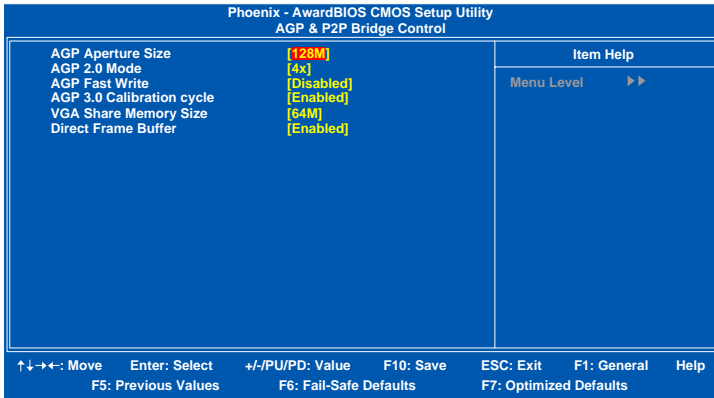 Phoenix - AwardBIOS CMOS Setup Utility
AGP & P2P Bridge Control
AGP Aperture Size [128M]
AGP 2.0 Mode [4x]
AGP Fast Write [Disabled]
AGP 3.0 Calibration cycle [Enabled]
VGA Share Memory Size [64M]
Direct Frame Buffer [Enabled]
Item Help
Menu Level ►►
↑↓→←: Move Enter: Select +/-/PU/PD: Value F10: Save ESC: Exit F1: General Help
F5: Previous Values F6: Fail-Safe Defaults F7: Optimized Defaults